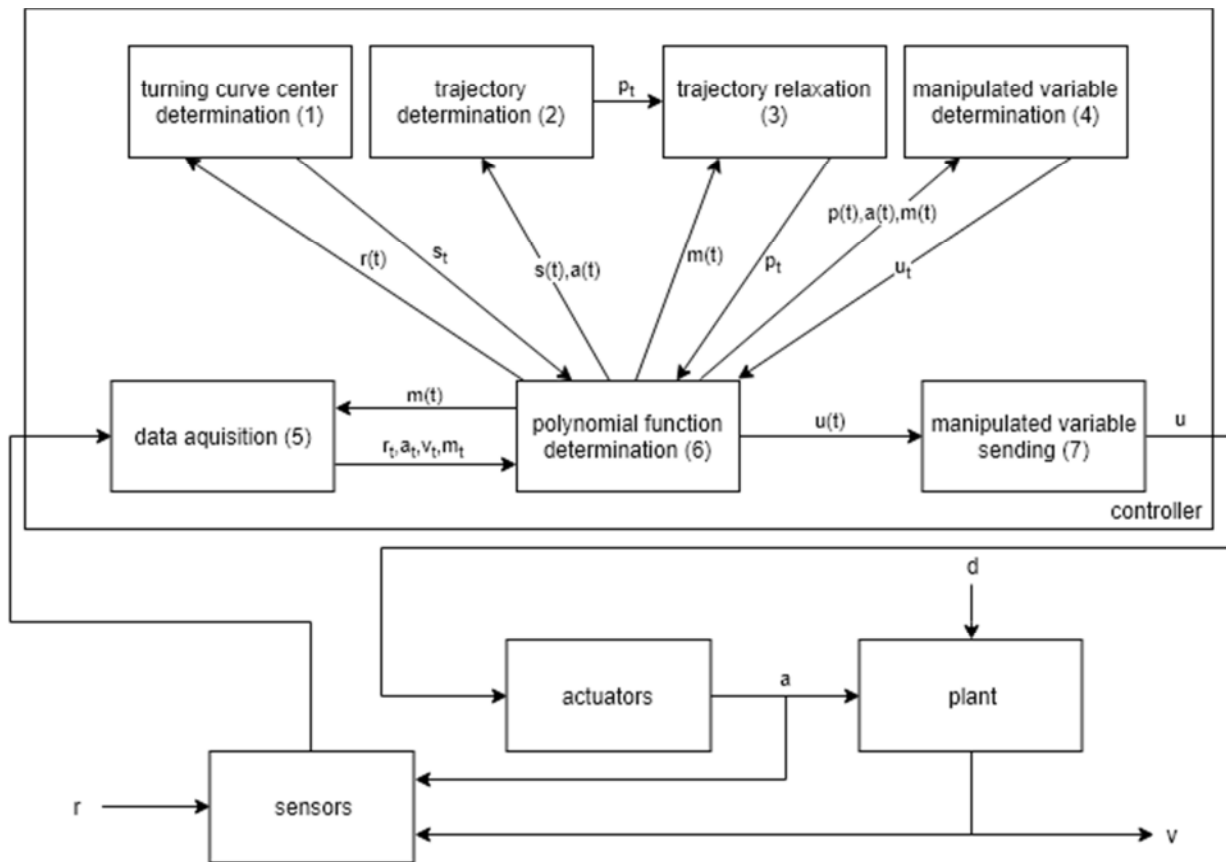 turning curve center
determination (1)
trajectory
determination (2)
pₜ
trajectory relaxation
(3)
manipulated variable
determination (4)
r(t)
sₜ
s(t),a(t)
m(t)
pₜ
p(t),a(t),m(t)
uₜ
data aquisition (5)
m(t)
rₜ,aₜ,vₜ,mₜ
polynomial function
determination (6)
u(t)
manipulated variable
sending (7)
u
controller
d
actuators
a
plant
r
sensors
v